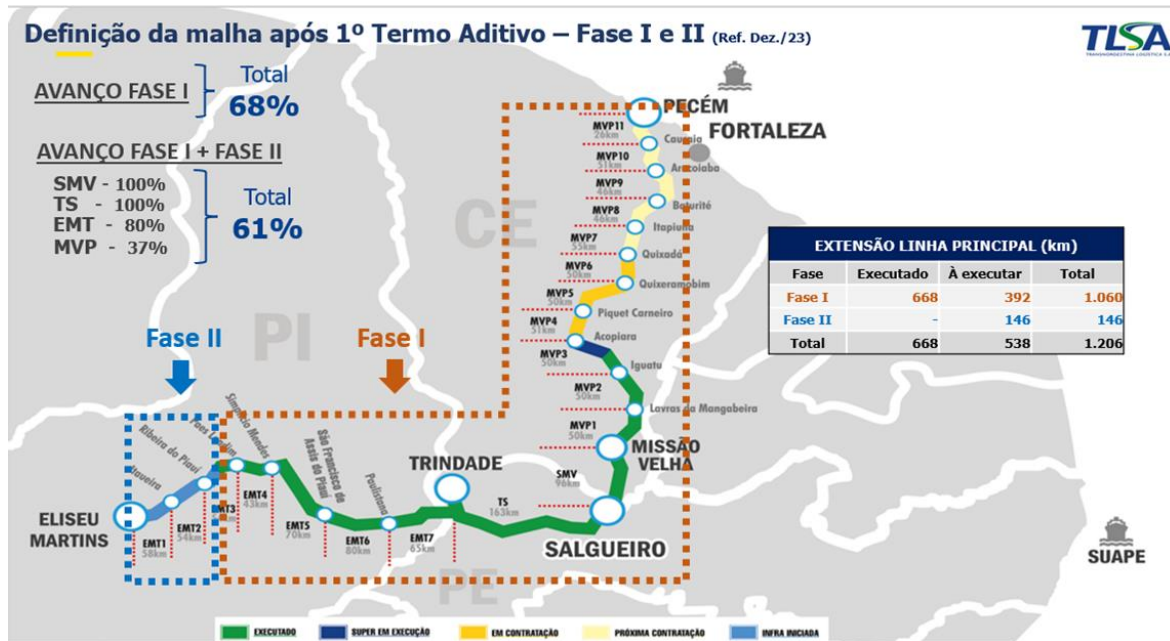 Definição da malha após 1º Termo Aditivo – Fase I e II (Ref. Dez./23)
TLSA
TRANSNORDESTINA LOGÍSTICA S.A
AVANÇO FASE I
Total
68%
AVANÇO FASE I + FASE II
SMV - 100%
TS - 100%
EMT - 80%
MVP - 37%
Total
61%
CE
PI
PE
Fase II
Fase I
PECÉM
FORTALEZA
MVP11
26km
Caucaia
MVP10
51km
Aracoiaba
MVP9
46km
Baturité
MVP8
46km
Itapiuna
MVP7
55km
Quixadá
MVP6
50km
Quixeramobim
MVP5
50km
Piquet Carneiro
MVP4
51km
Acopiara
MVP3
50km
Iguatu
MVP2
50km
Lavras da Mangabeira
MVP1
50km
MISSÃO
VELHA
SMV
96km
TRINDADE
TS
163km
SALGUEIRO
SUAPE
ELISEU
MARTINS
Itaueira
Ribeira do Piauí
Paes Landim
Simplício Mendes
São Francisco de
Assis do Piauí
Paulistana
EMT1
58km
EMT2
54km
EMT3
EMT4
43km
EMT5
70km
EMT6
80km
EMT7
65km
EXTENSÃO LINHA PRINCIPAL (km)
Fase Executado À executar Total
Fase I 668 392 1.060
Fase II - 146 146
Total 668 538 1.206
EXECUTADO
SUPER EM EXECUÇÃO
EM CONTRATAÇÃO
PRÓXIMA CONTRATAÇÃO
INFRA INICIADA